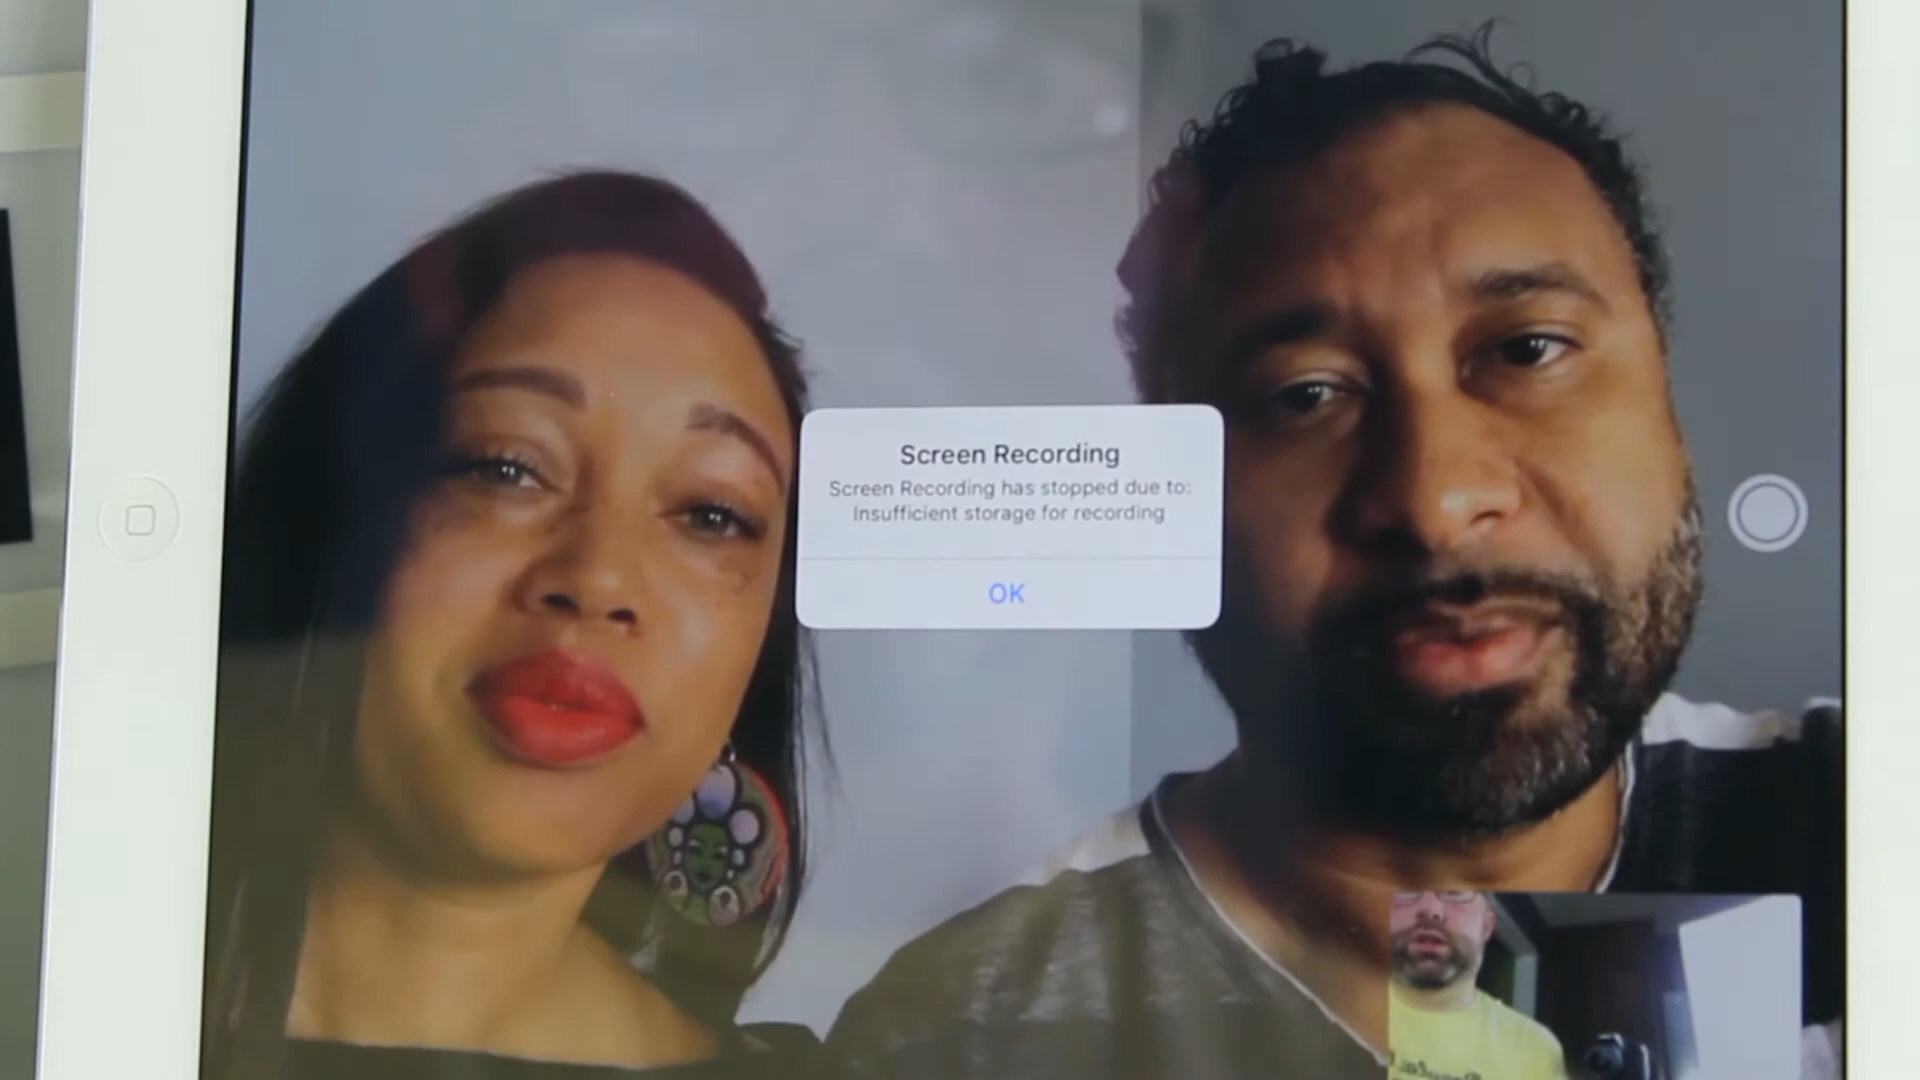 Screen Recording
Screen Recording has stopped due to:
Insufficient storage for recording
OK